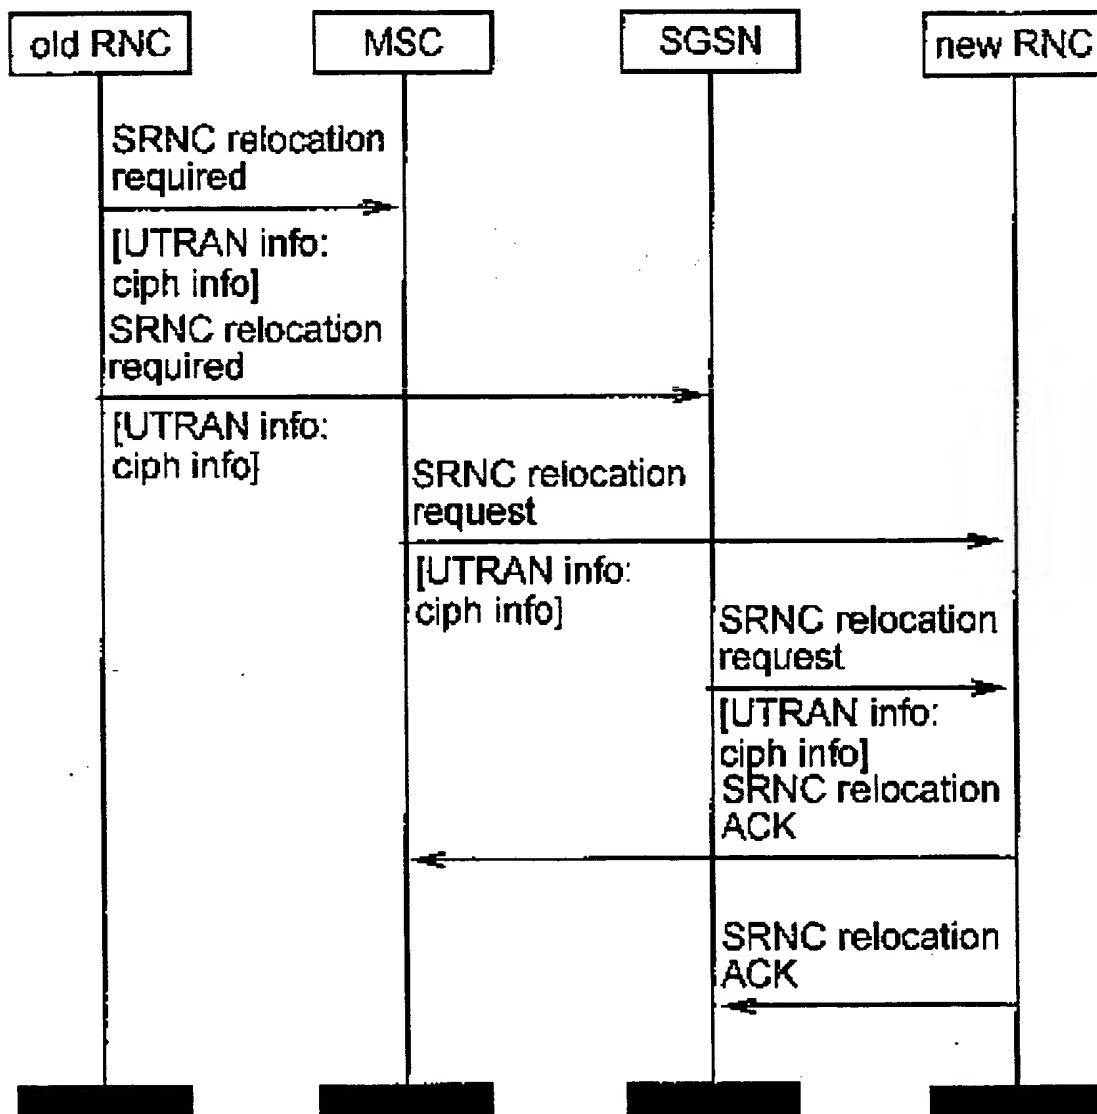 old RNC
MSC
SGSN
new RNC
SRNC relocation
required
[UTRAN info:
ciph info]
SRNC relocation
required
[UTRAN info:
ciph info]
SRNC relocation
request
[UTRAN info:
ciph info]
SRNC relocation
request
[UTRAN info:
ciph info]
SRNC relocation
ACK
SRNC relocation
ACK